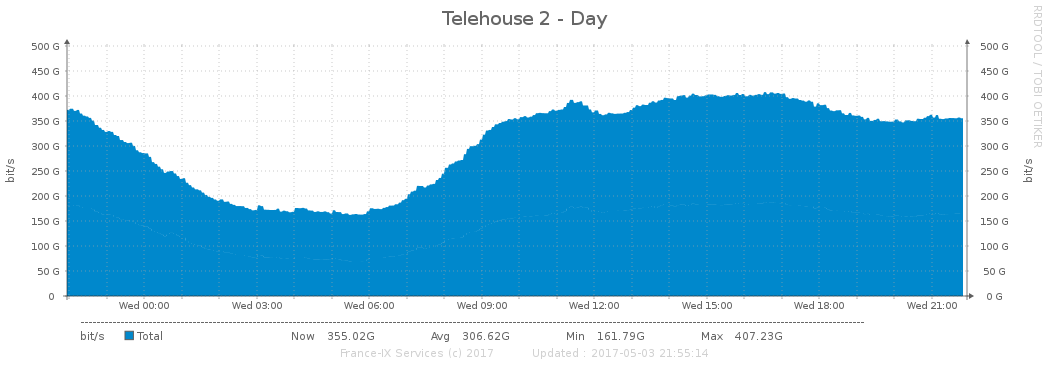 Telehouse 2 - Day
RRDTOOL / TOBI OETIKER
bit/s
500 G 500 G
450 G 450 G
400 G 400 G
350 G 350 G
300 G 300 G
250 G 250 G
200 G 200 G
150 G 150 G
100 G 100 G
50 G 50 G
0 0 G
bit/s
Wed 00:00 Wed 03:00 Wed 06:00 Wed 09:00 Wed 12:00 Wed 15:00 Wed 18:00 Wed 21:00
bit/s Total Now 355.02G Avg 306.62G Min 161.79G Max 407.23G
France-IX Services (c) 2017 Updated : 2017-05-03 21:55:14